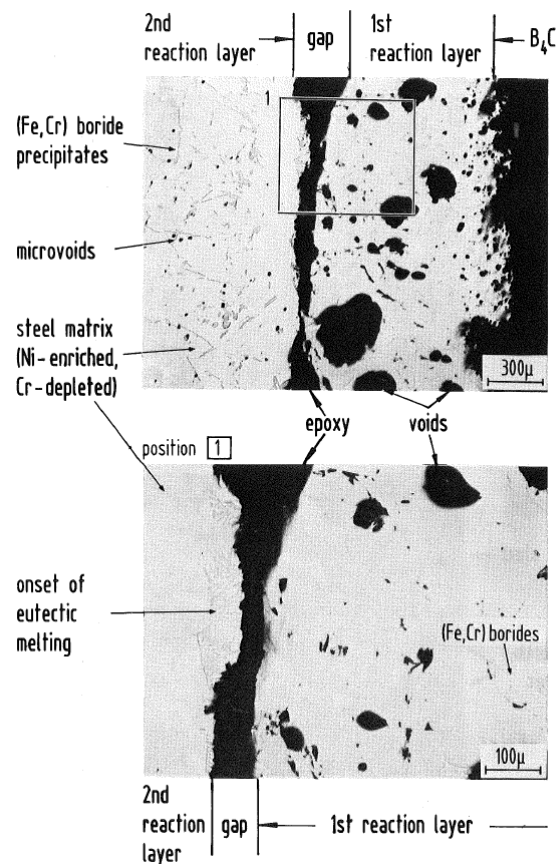 2nd
reaction layer
gap
1st
reaction layer
B₄C
1
(Fe,Cr) boride
precipitates
microvoids
steel matrix
(Ni-enriched,
Cr-depleted)
300µ
epoxy
voids
position 1
onset of
eutectic
melting
(Fe,Cr) borides
100µ
2nd
reaction
layer
gap
1st reaction layer